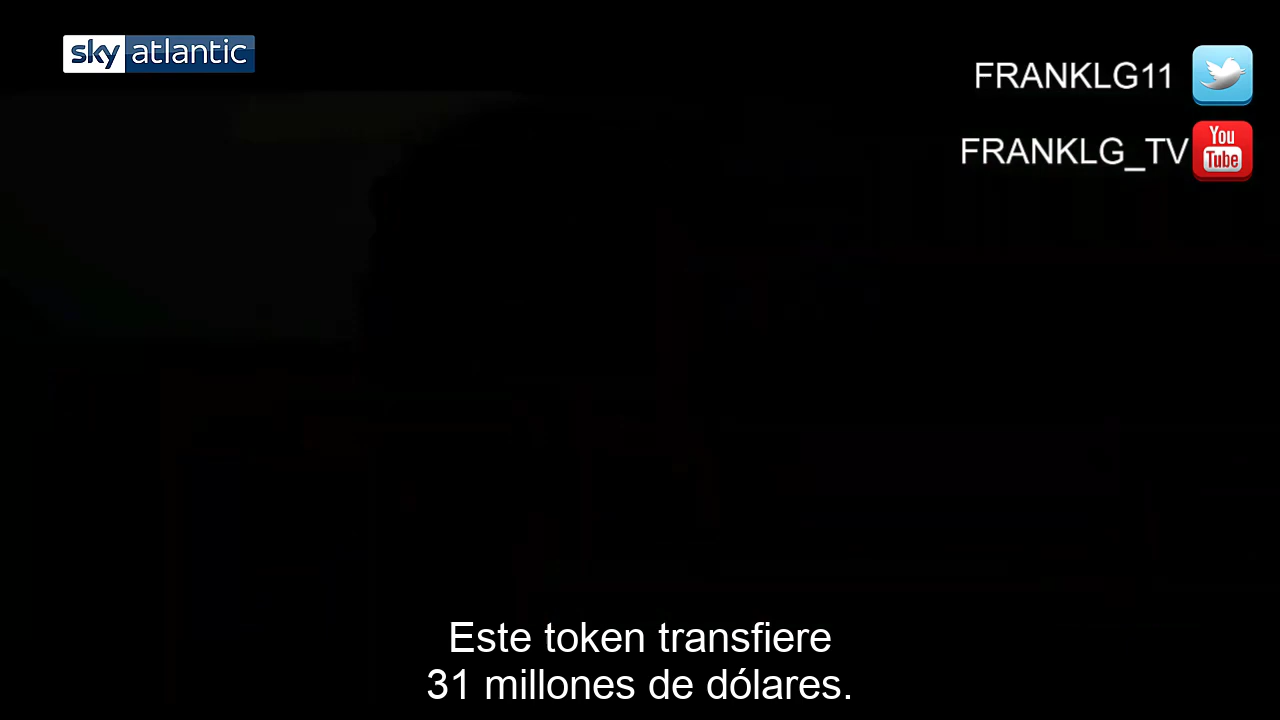 sky atlantic
FRANKLG11
FRANKLG_TV
You
Tube
Este token transfiere
31 millones de dólares.